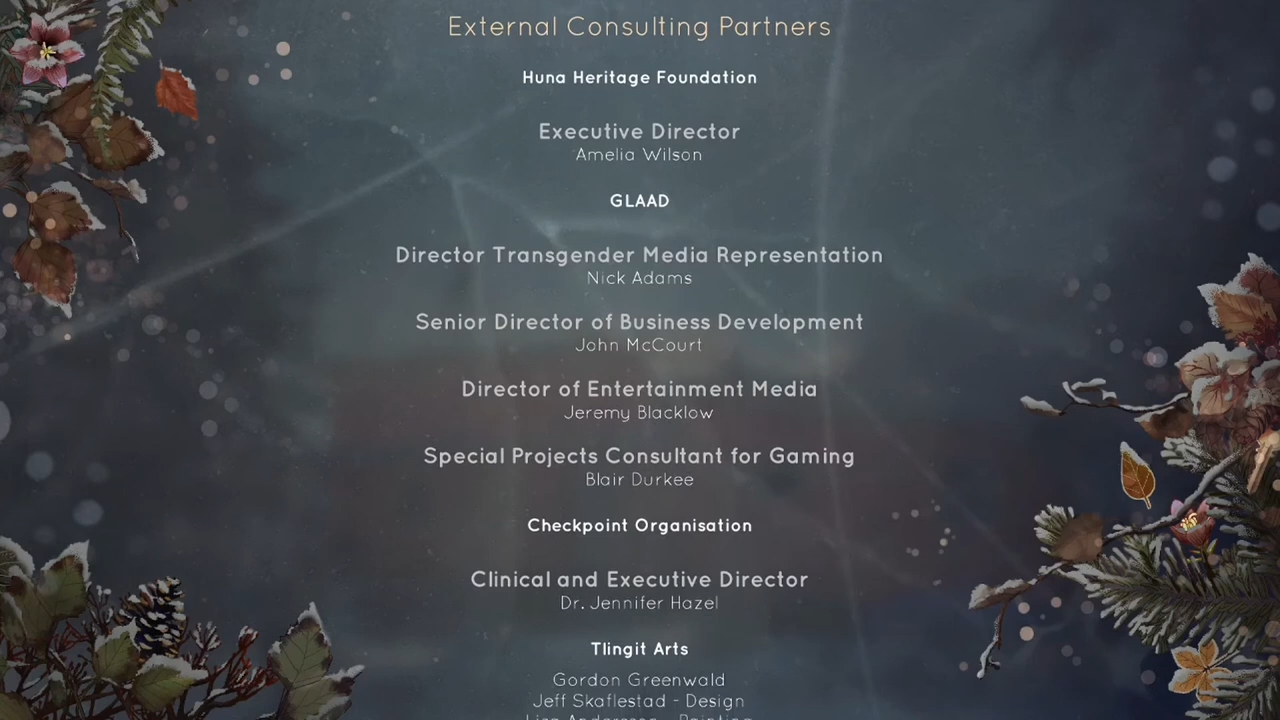 External Consulting Partners
Huna Heritage Foundation
Executive Director
Amelia Wilson
GLAAD
Director Transgender Media Representation
Nick Adams
Senior Director of Business Development
John McCourt
Director of Entertainment Media
Jeremy Blacklow
Special Projects Consultant for Gaming
Blair Durkee
Checkpoint Organisation
Clinical and Executive Director
Dr. Jennifer Hazel
Tlingit Arts
Gordon Greenwald
Jeff Skaflestad - Design